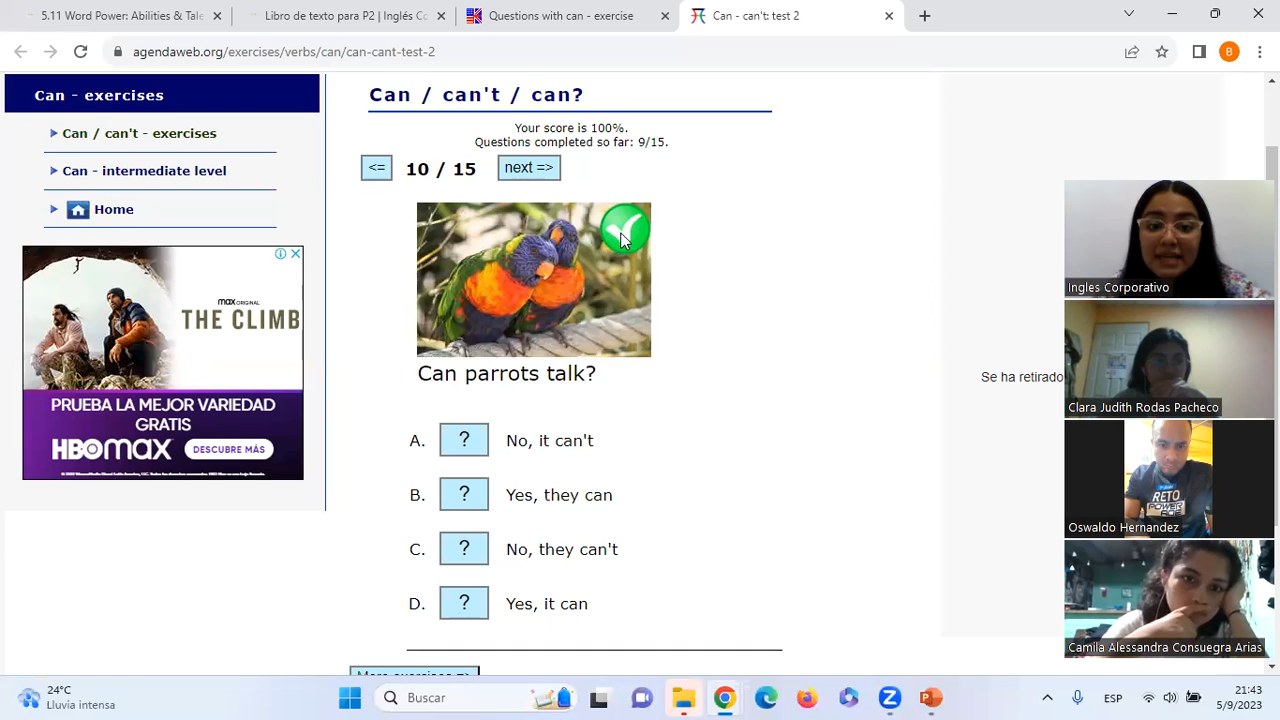 5.11 Word Power: Abilities & Tale
Libro de texto para P2 | Inglés Co
Questions with can - exercise
Can - can't: test 2
agendaweb.org/exercises/verbs/can/can-cant-test-2
B
Can - exercises
Can / can't - exercises
Can - intermediate level
Home
max ORIGINAL
THE CLIMB
PRUEBA LA MEJOR VARIEDAD
GRATIS
HBOmax
DESCUBRE MÁS
Can / can't / can?
Your score is 100%.
Questions completed so far: 9/15.
<=
10 / 15
next =>
Can parrots talk?
A. ? No, it can't
B. ? Yes, they can
C. ? No, they can't
D. ? Yes, it can
Se ha retirado
Ingles Corporativo
Clara Judith Rodas Pacheco
RETO
Oswaldo Hernandez
Camila Alessandra Consuegra Arias
24°C
Lluvia intensa
Buscar
ESP
21:43
5/9/2023